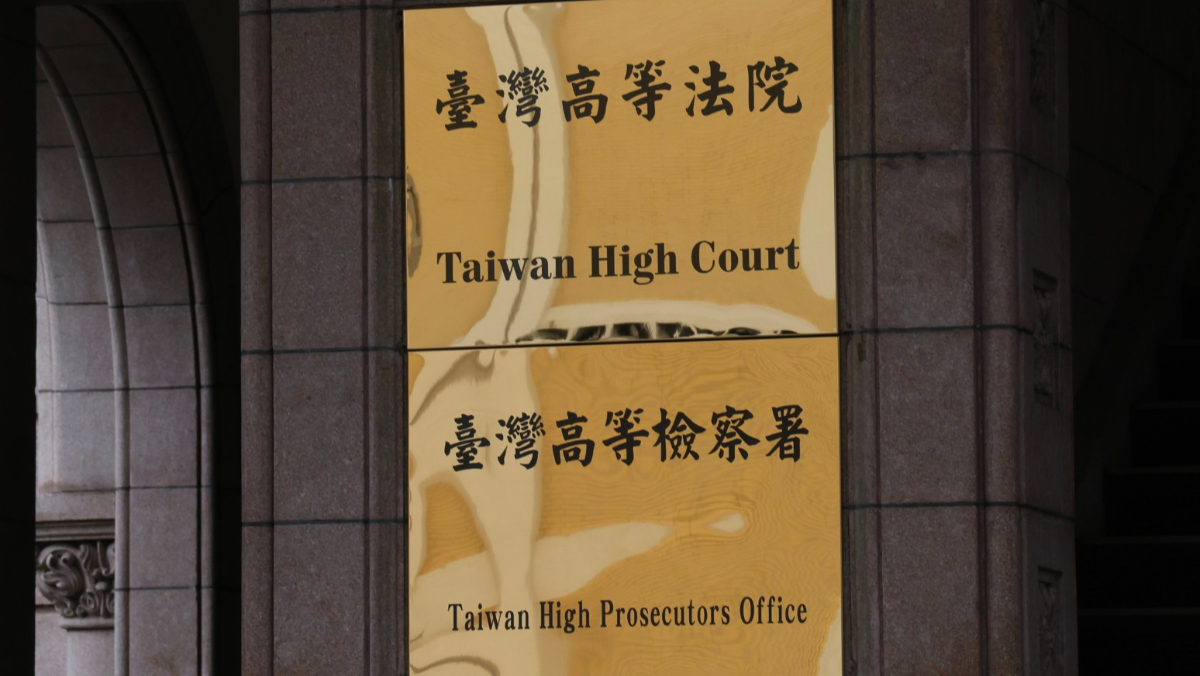 臺灣高等法院
Taiwan High Court
臺灣高等檢察署
Taiwan High Prosecutors Office